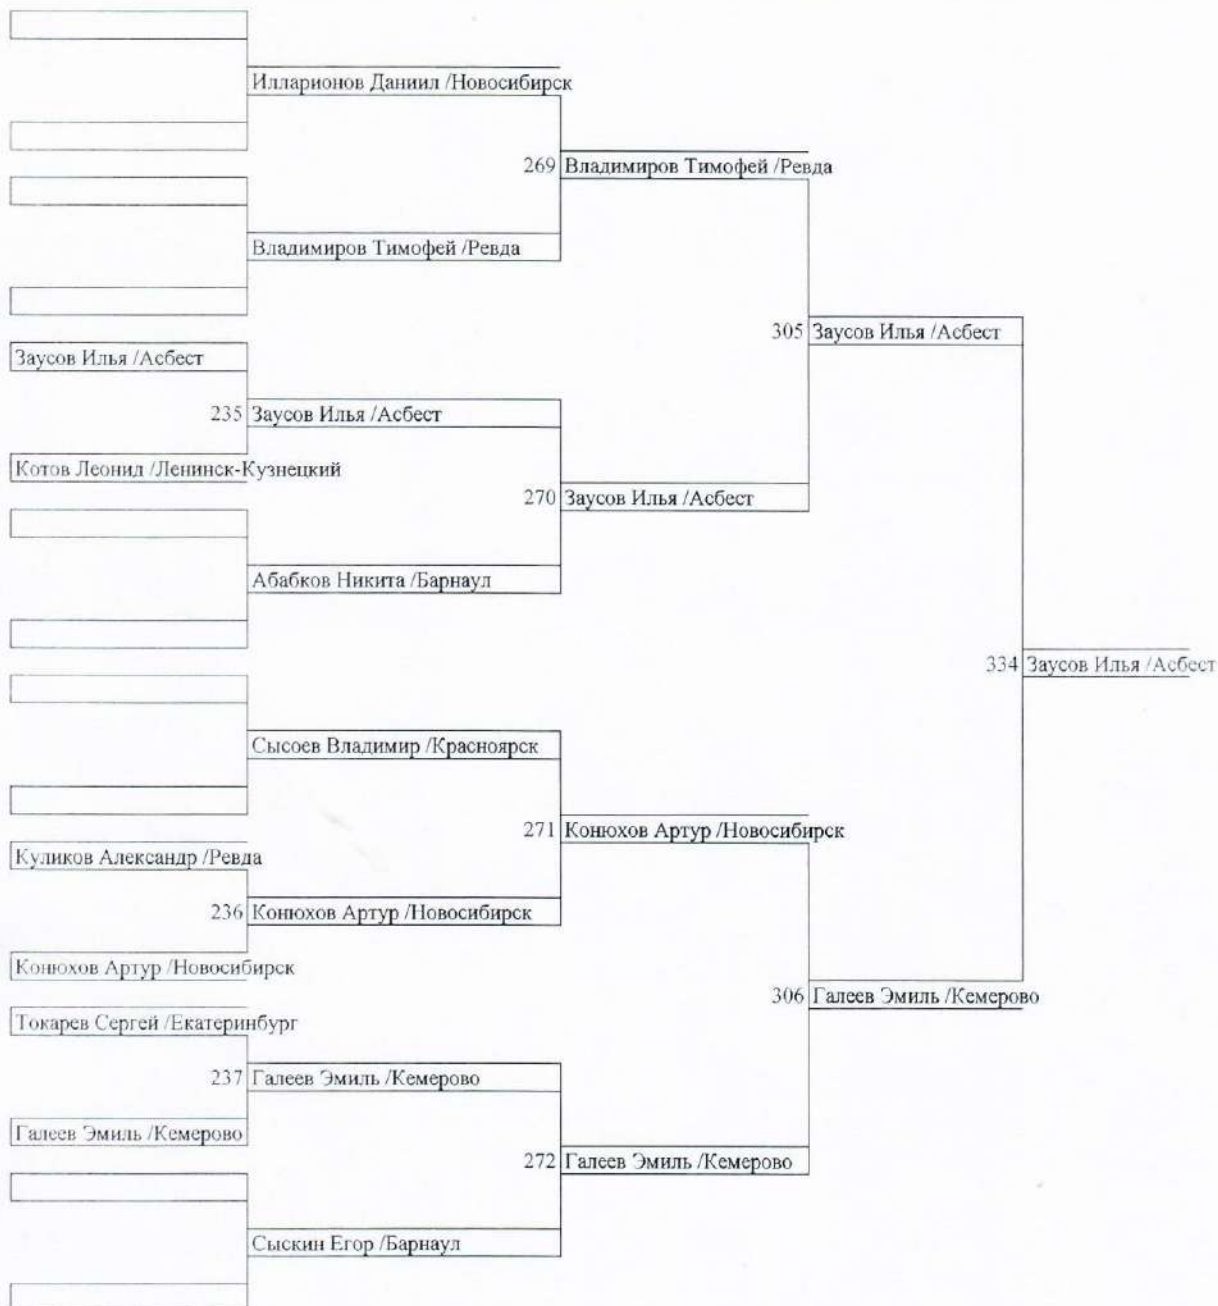 Илларионов Даниил /Новосибирск
269 Владимиров Тимофей /Ревда
Владимиров Тимофей /Ревда
305 Заусов Илья /Асбест
Заусов Илья /Асбест
235 Заусов Илья /Асбест
Котов Леонид /Ленинск-Кузнецкий
270 Заусов Илья /Асбест
Абабков Никита /Барнаул
334 Заусов Илья /Асбест
Сысоев Владимир /Красноярск
271 Конюхов Артур /Новосибирск
Куликов Александр /Ревда
236 Конюхов Артур /Новосибирск
Конюхов Артур /Новосибирск
306 Галеев Эмиль /Кемерово
Токарев Сергей /Екатеринбург
237 Галеев Эмиль /Кемерово
Галеев Эмиль /Кемерово
272 Галеев Эмиль /Кемерово
Сыскин Егор /Барнаул